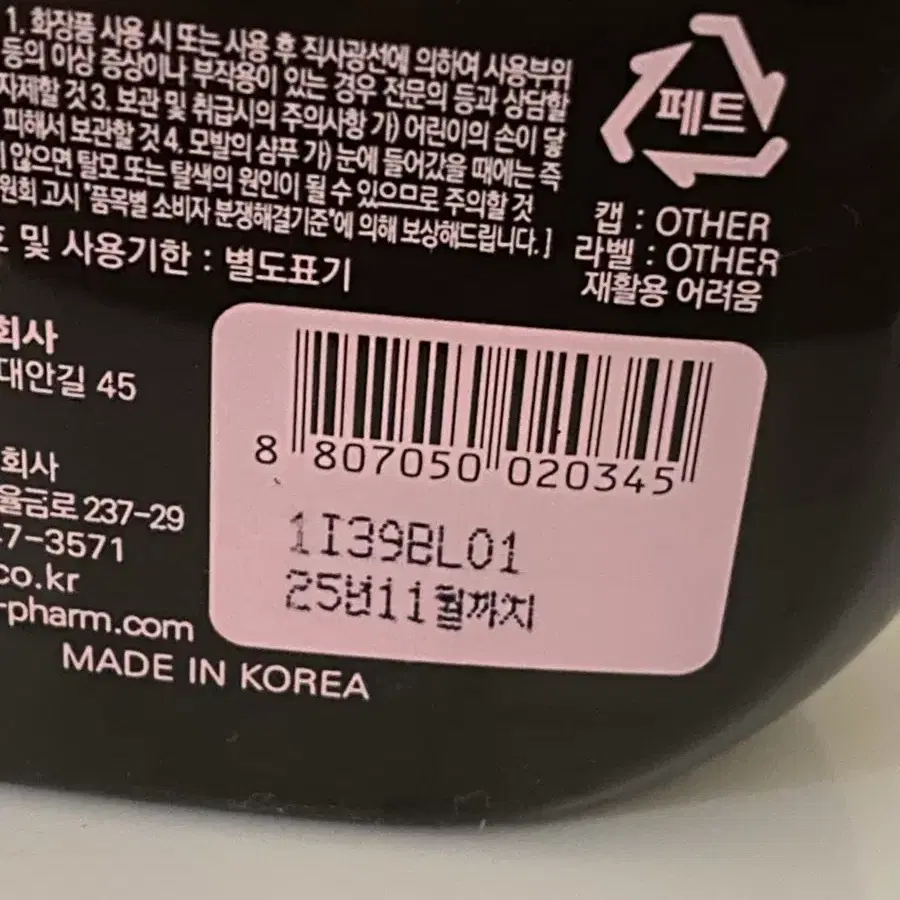 1. 화장품 사용 시 또는 사용 후 직사광선에 의하여 사용부위
등의 이상 증상이나 부작용이 있는 경우 전문의 등과 상담할
자제할 것 3. 보관 및 취급시의 주의사항 가) 어린이의 손이 닿
피해서 보관할 것 4. 모발의 샴푸 가) 눈에 들어갔을 때에는 즉
않으면 탈모 또는 탈색의 원인이 될 수 있으므로 주의할 것
원회 고시 "품목별 소비자 분쟁해결기준"에 의해 보상해드립니다. ]
및 사용기한 : 별도표기
페트
캡 : OTHER
라벨 : OTHER
재활용 어려움
회사
대안길 45
회사
율금로 237-29
47-3571
co.kr
-pharm.com
MADE IN KOREA
8 807050 020345
1I39BL01
25년11월까지